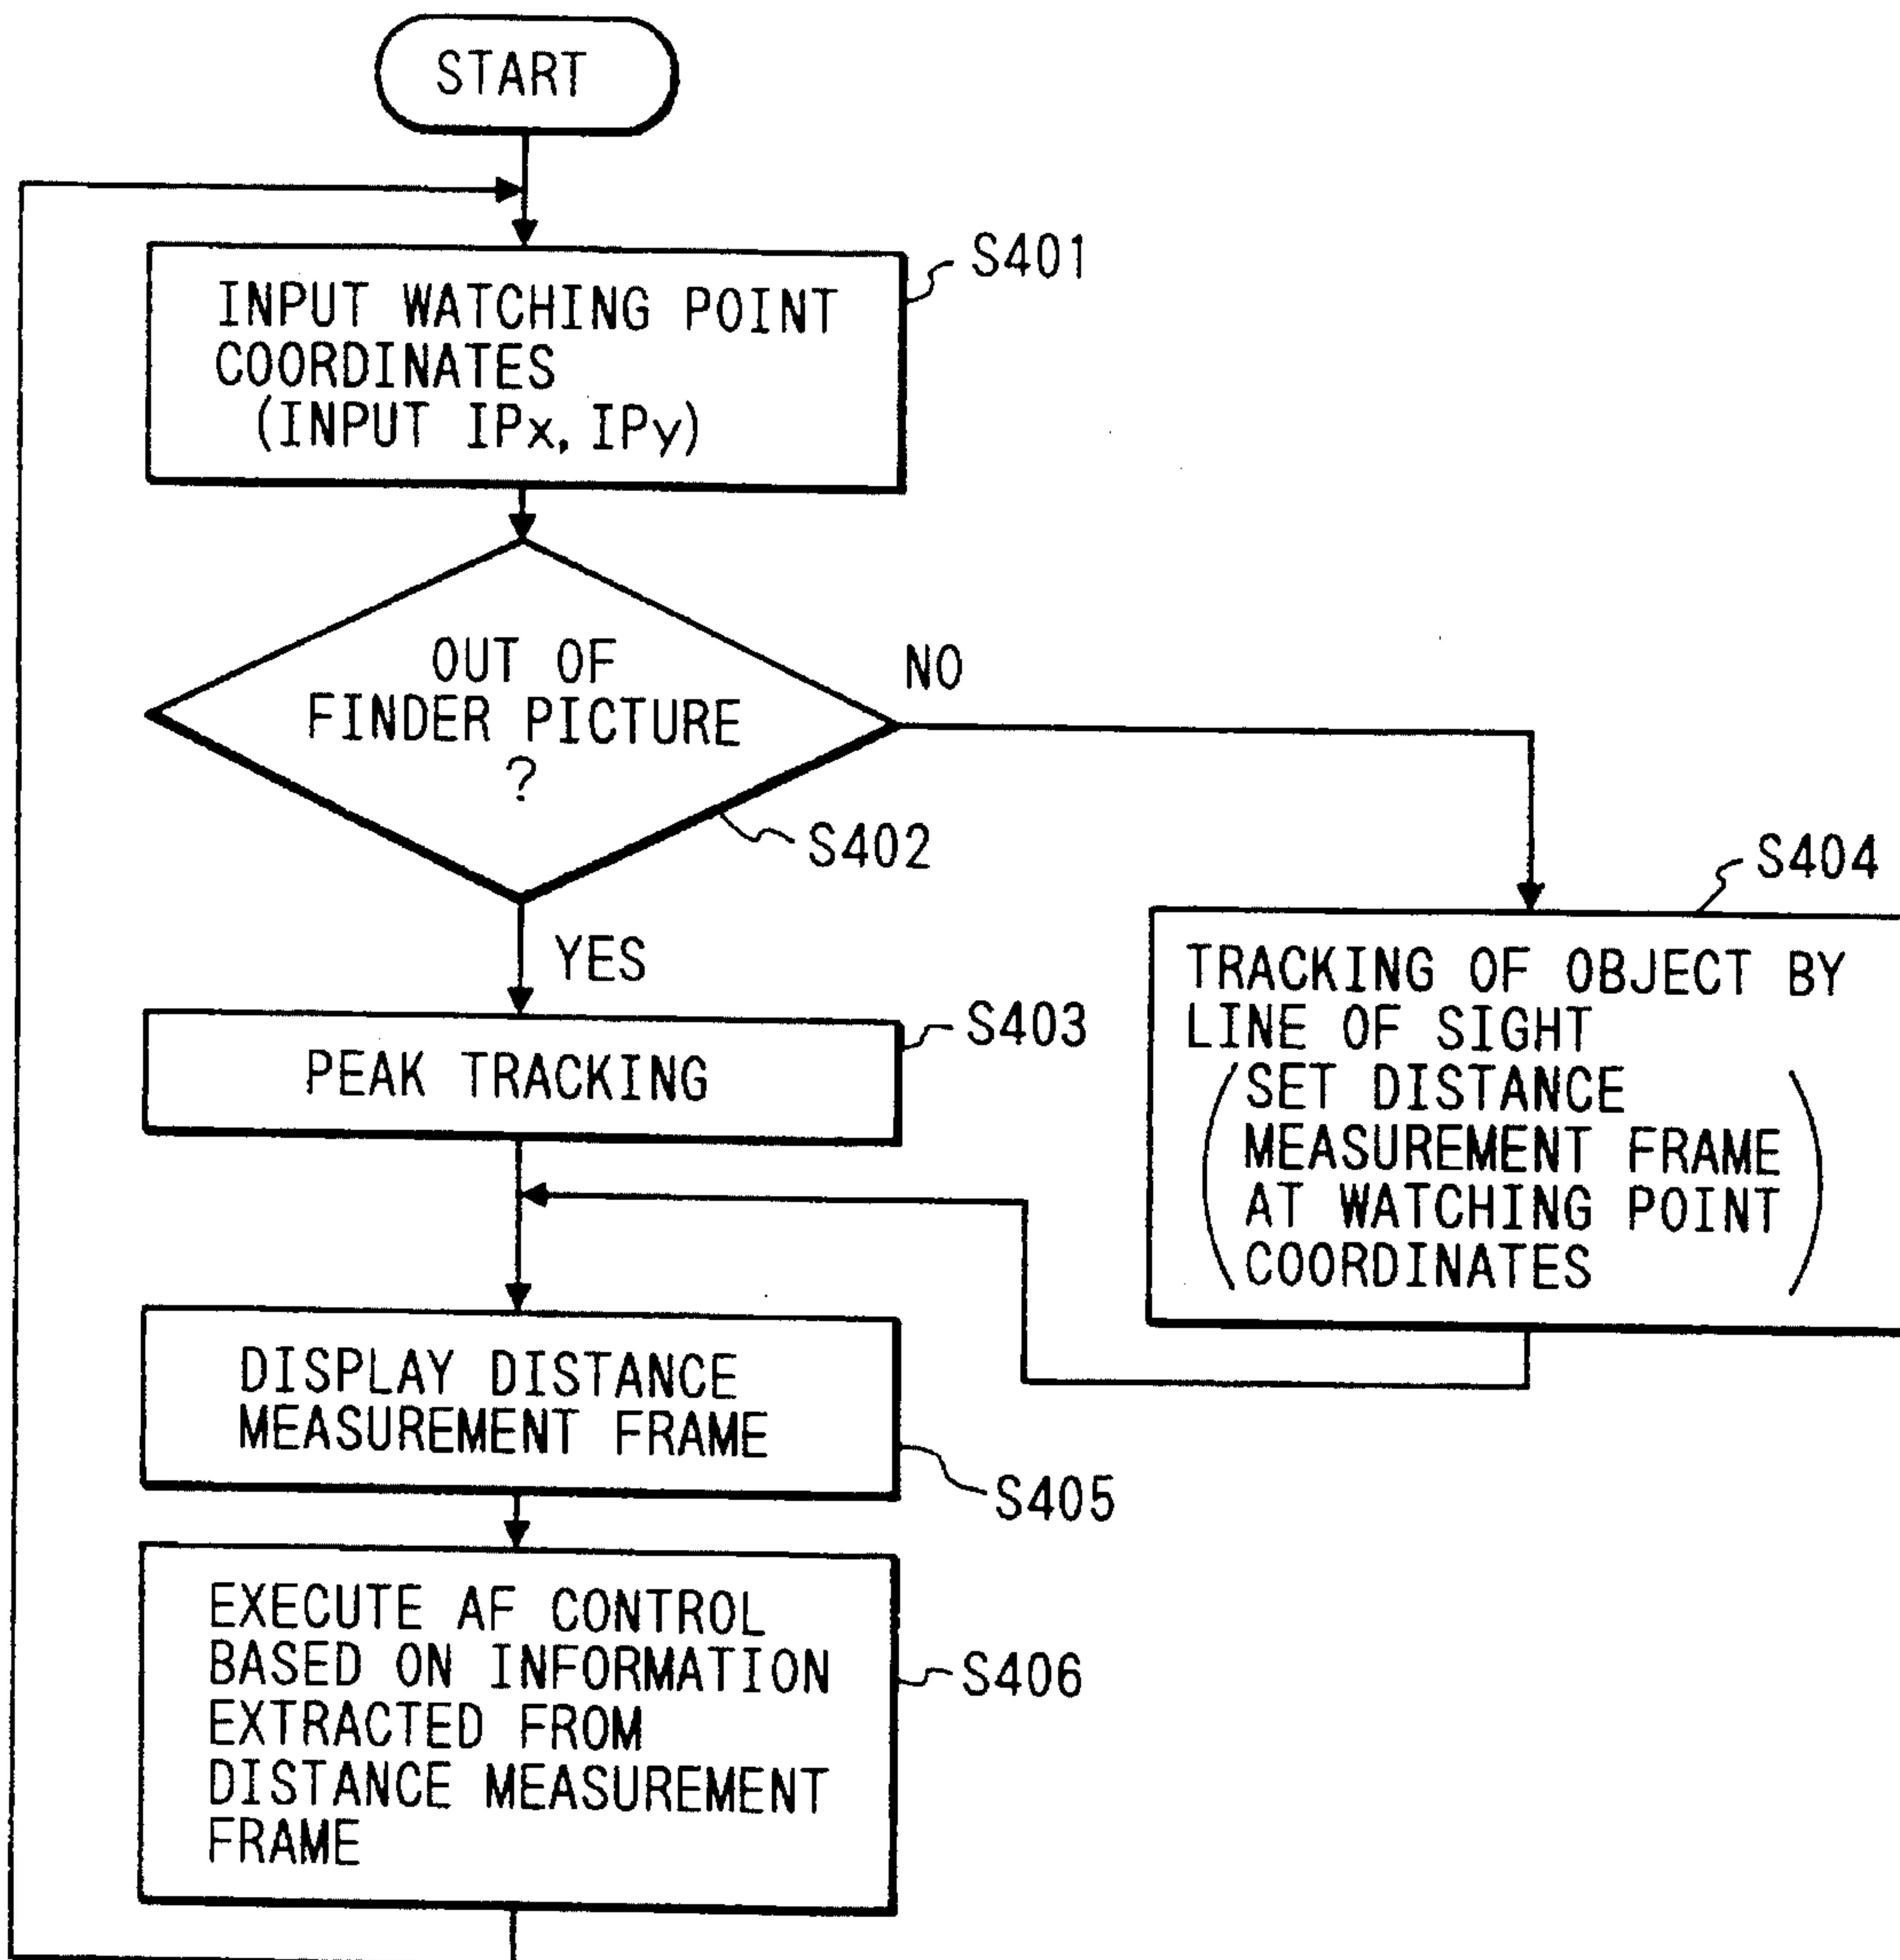 START
S401
INPUT WATCHING POINT
COORDINATES
(INPUT IPx, IPy)
OUT OF
FINDER PICTURE
?
NO
S402
YES
S404
TRACKING OF OBJECT BY
LINE OF SIGHT
(SET DISTANCE
MEASUREMENT FRAME
AT WATCHING POINT
COORDINATES)
S403
PEAK TRACKING
DISPLAY DISTANCE
MEASUREMENT FRAME
S405
EXECUTE AF CONTROL
BASED ON INFORMATION
EXTRACTED FROM
DISTANCE MEASUREMENT
FRAME
S406